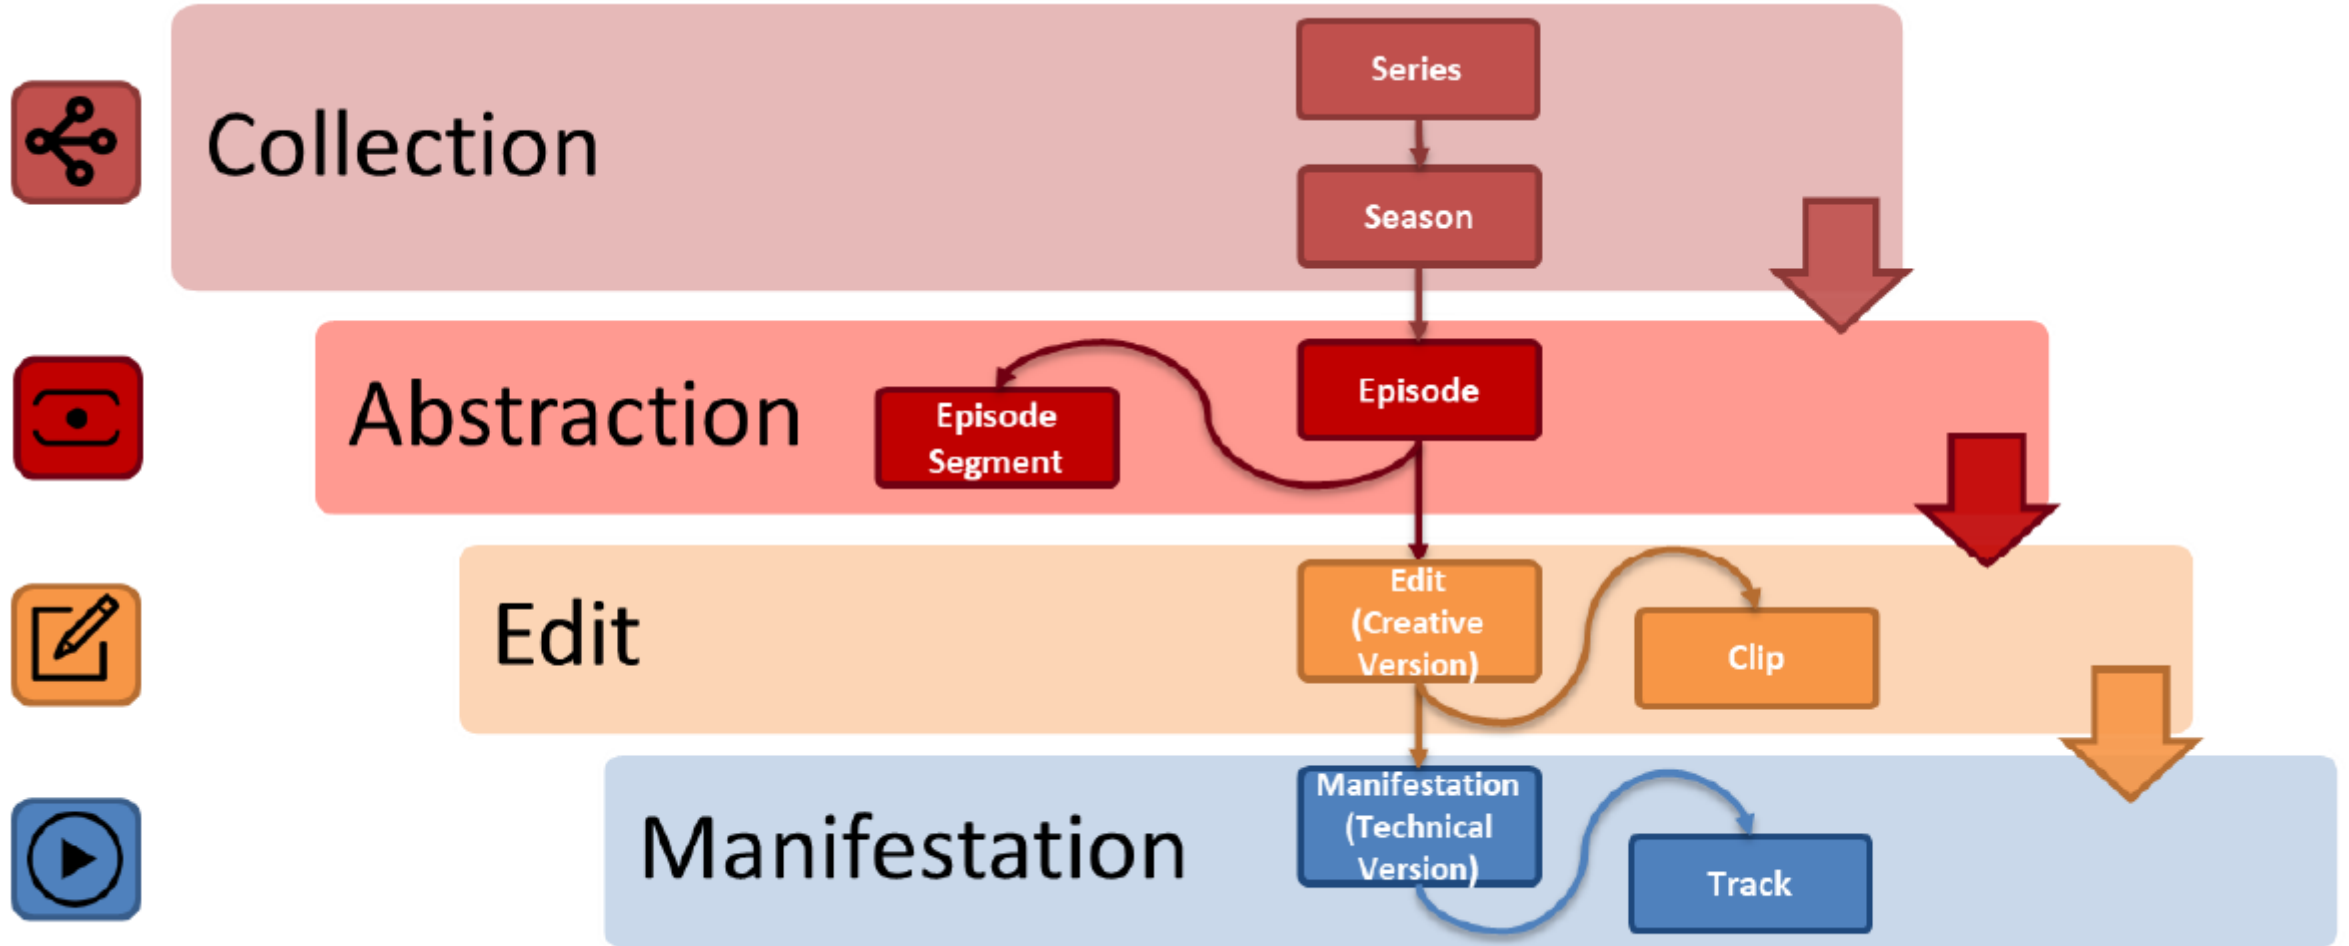 Collection
Series
Season
Abstraction
Episode
Segment
Episode
Edit
Edit
(Creative
Version)
Clip
Manifestation
Manifestation
(Technical
Version)
Track